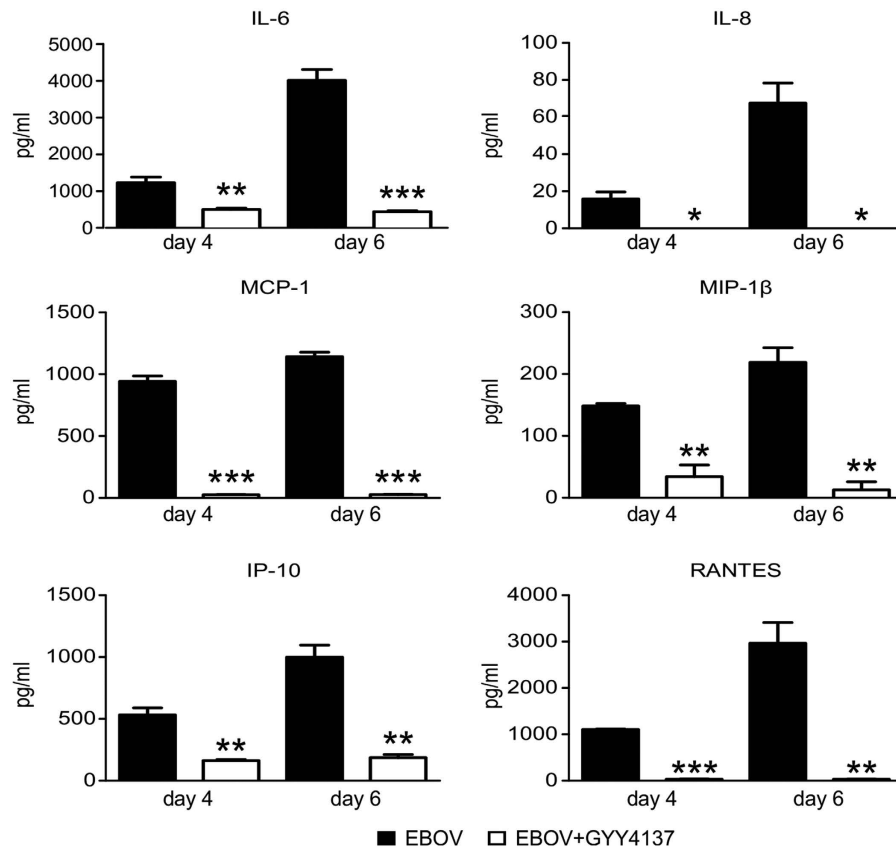 IL-6
5000
4000
3000
2000
1000
0
pg/ml
**
***
day 4
day 6
IL-8
100
80
60
40
20
0
pg/ml
*
*
day 4
day 6
MCP-1
1500
1000
500
0
pg/ml
***
***
day 4
day 6
MIP-1β
300
200
100
0
pg/ml
**
**
day 4
day 6
IP-10
1500
1000
500
0
pg/ml
**
**
day 4
day 6
RANTES
4000
3000
2000
1000
0
pg/ml
***
**
day 4
day 6
EBOV
EBOV+GYY4137